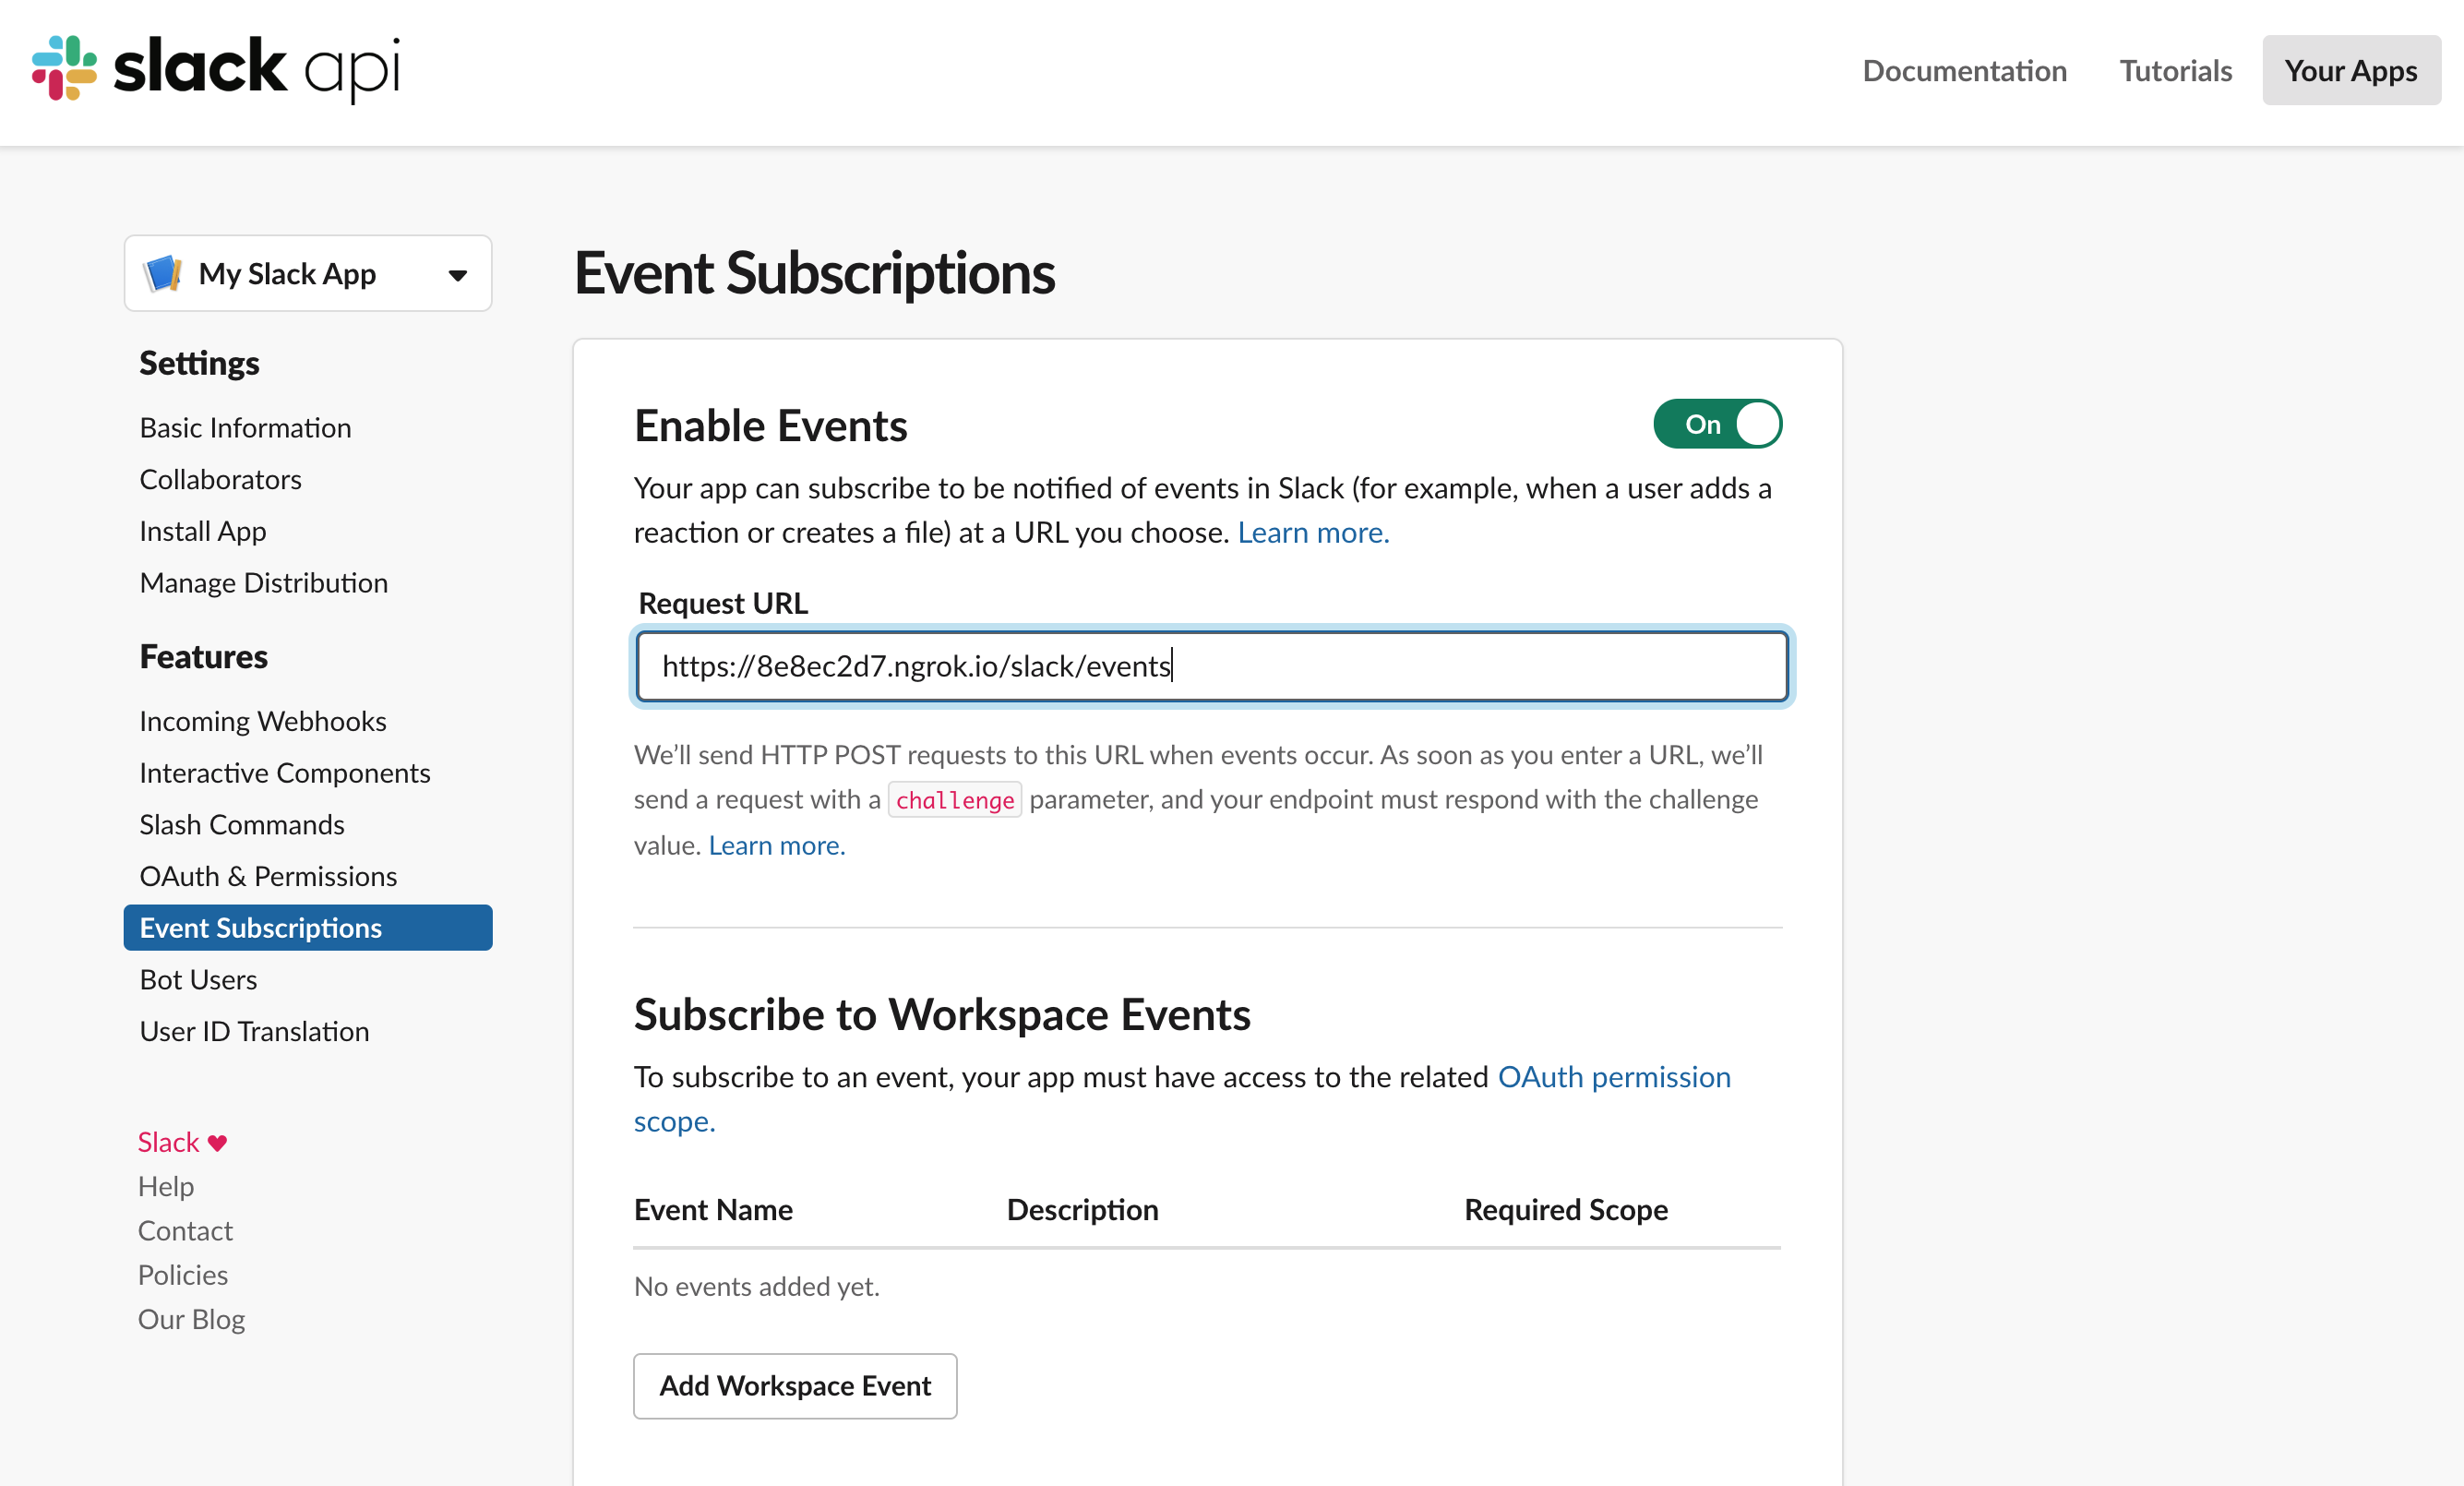 slack api
Documentation
Tutorials
Your Apps
My Slack App
Settings
Basic Information
Collaborators
Install App
Manage Distribution
Features
Incoming Webhooks
Interactive Components
Slash Commands
OAuth & Permissions
Event Subscriptions
Bot Users
User ID Translation
Slack ♥
Help
Contact
Policies
Our Blog
Event Subscriptions
Enable Events
On
Your app can subscribe to be notified of events in Slack (for example, when a user adds a
reaction or creates a file) at a URL you choose. Learn more.
Request URL
https://8e8ec2d7.ngrok.io/slack/events
We’ll send HTTP POST requests to this URL when events occur. As soon as you enter a URL, we’ll
send a request with a challenge parameter, and your endpoint must respond with the challenge
value. Learn more.
Subscribe to Workspace Events
To subscribe to an event, your app must have access to the related OAuth permission
scope.
Event Name
Description
Required Scope
No events added yet.
Add Workspace Event